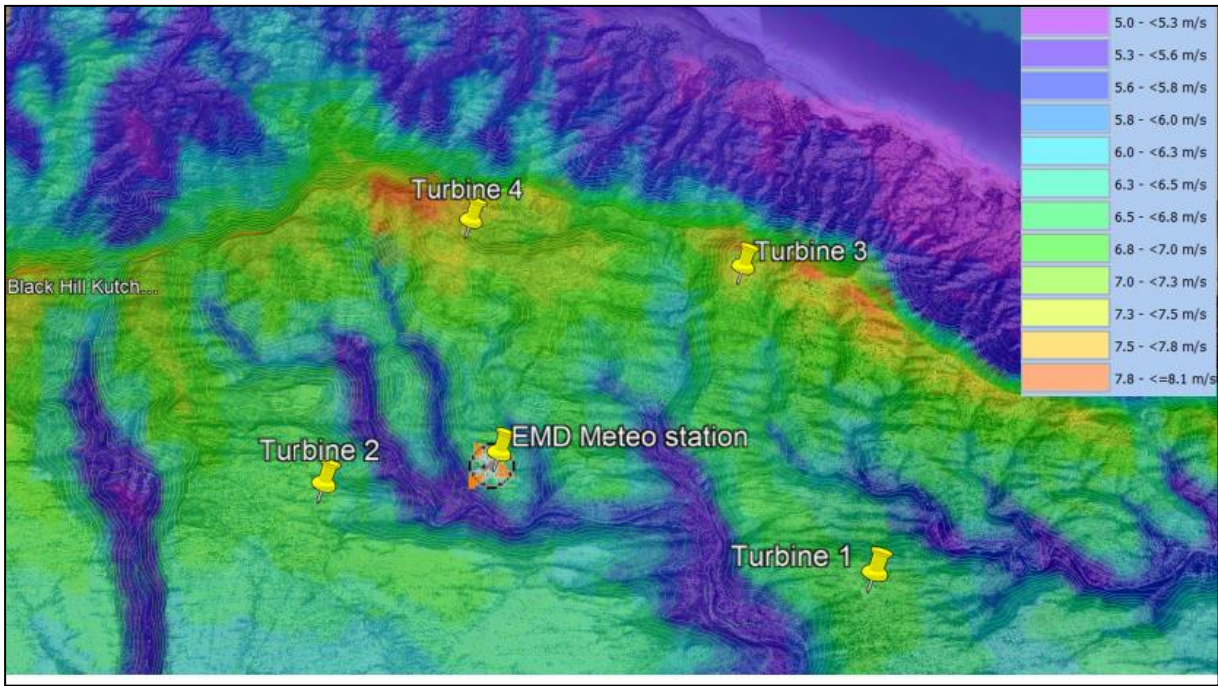 5.0 - <5.3 m/s
5.3 - <5.6 m/s
5.6 - <5.8 m/s
5.8 - <6.0 m/s
6.0 - <6.3 m/s
6.3 - <6.5 m/s
6.5 - <6.8 m/s
6.8 - <7.0 m/s
7.0 - <7.3 m/s
7.3 - <7.5 m/s
7.5 - <7.8 m/s
7.8 - <=8.1 m/s
Turbine 4
Turbine 3
Black Hill Kutch...
EMD Meteo station
Turbine 2
Turbine 1